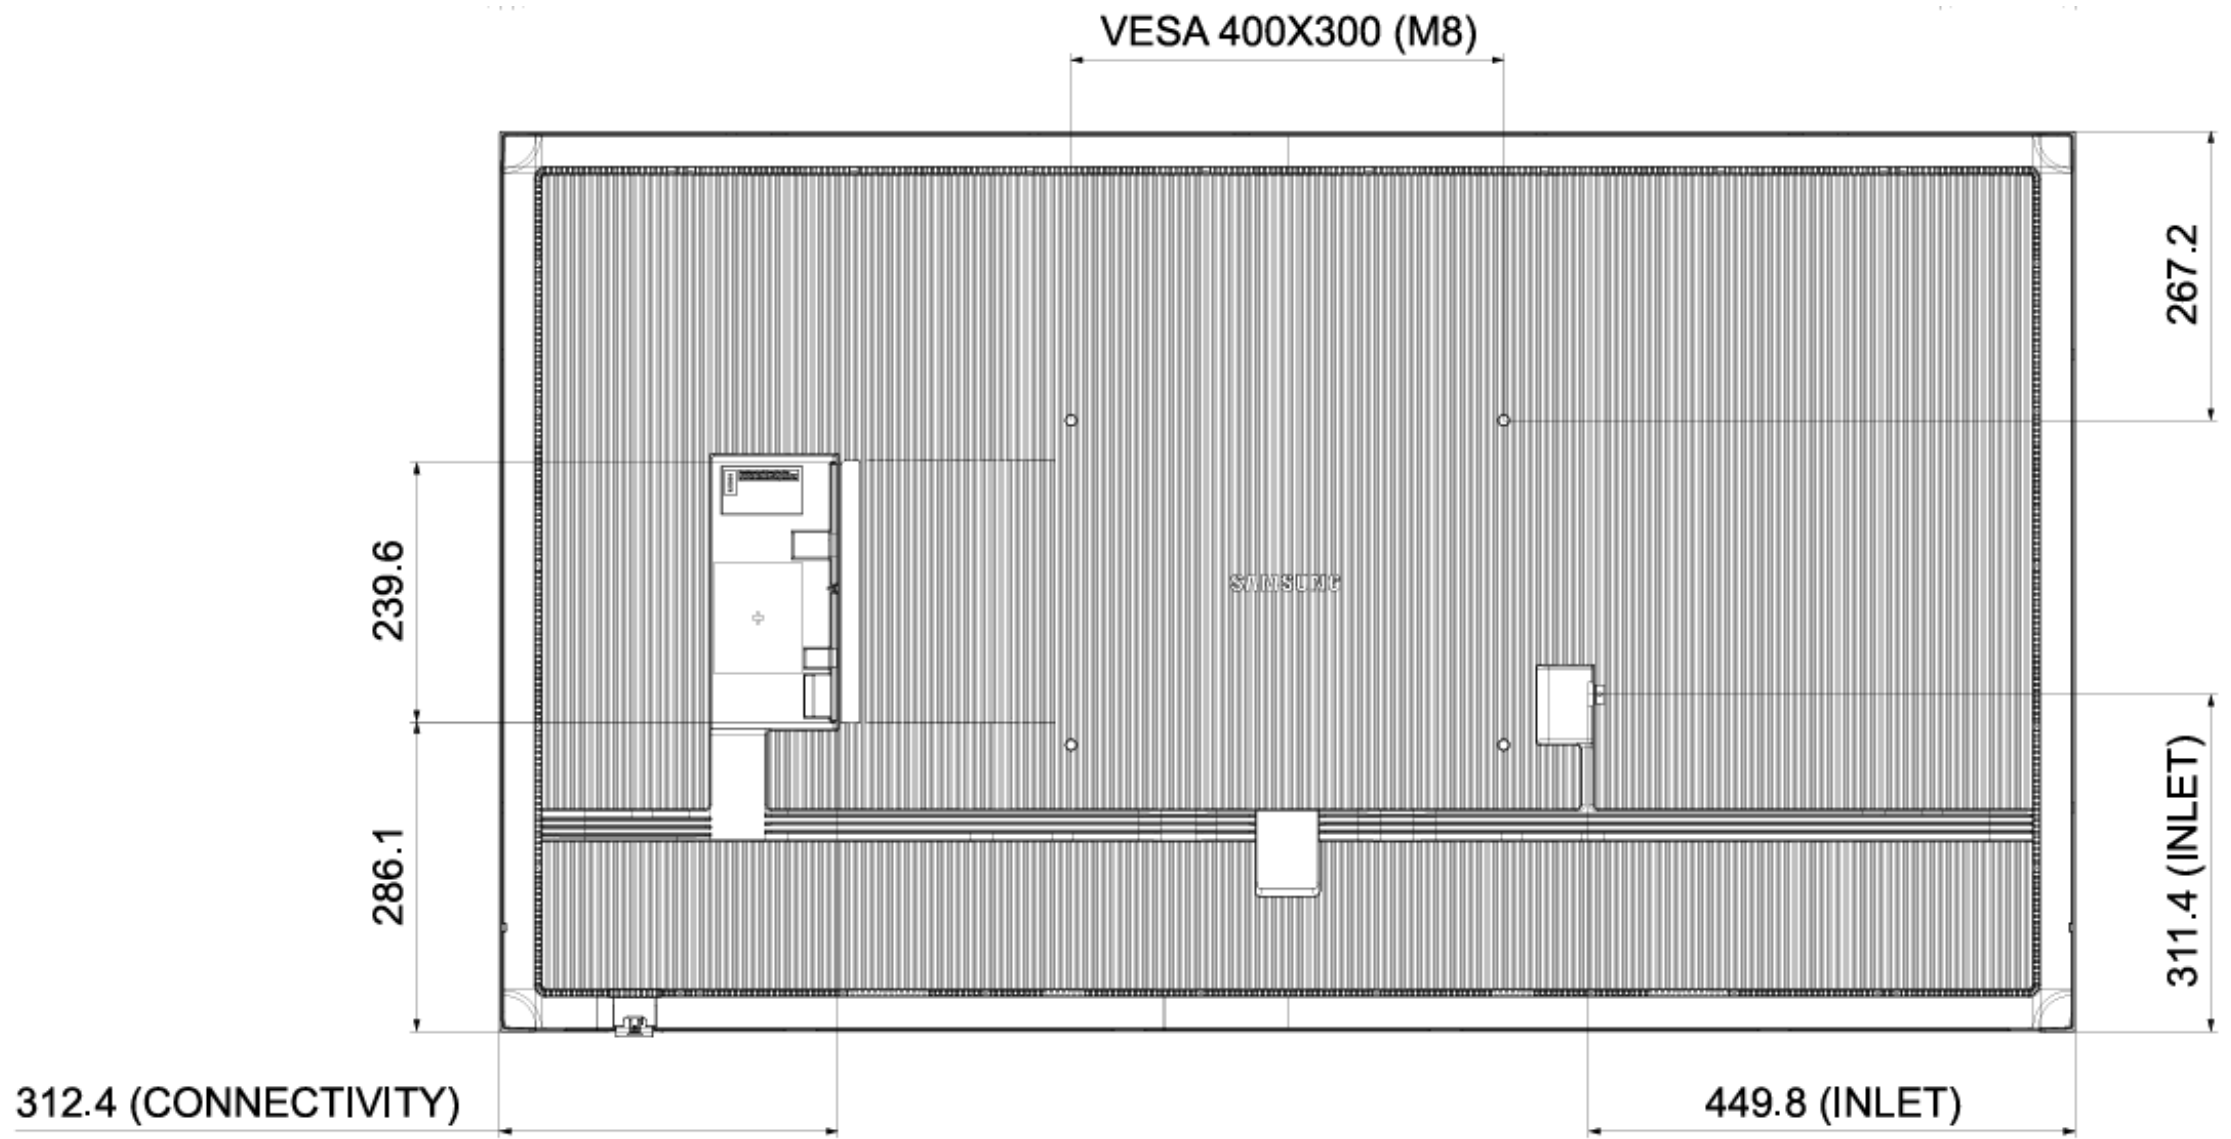 VESA 400X300 (M8)
267.2
239.6
SAMSUNG
286.1
311.4 (INLET)
312.4 (CONNECTIVITY)
449.8 (INLET)